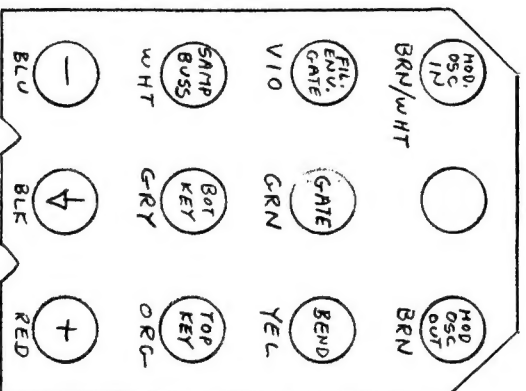 MOD.
OSC
IN
BRN/WHT
MOD
OSC
OUT
BRN
FIL.
ENV.
GATE
VIO
GATE
GRN
BEND
YEL
SAMP
BUSS
WHT
BOT
KEY
GRY
TOP
KEY
ORG
−
BLU
BLK
+
RED